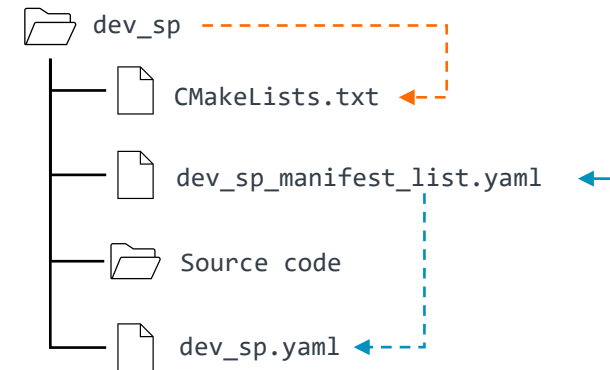 dev_sp
CMakeLists.txt
dev_sp_manifest_list.yaml
Source code
dev_sp.yaml